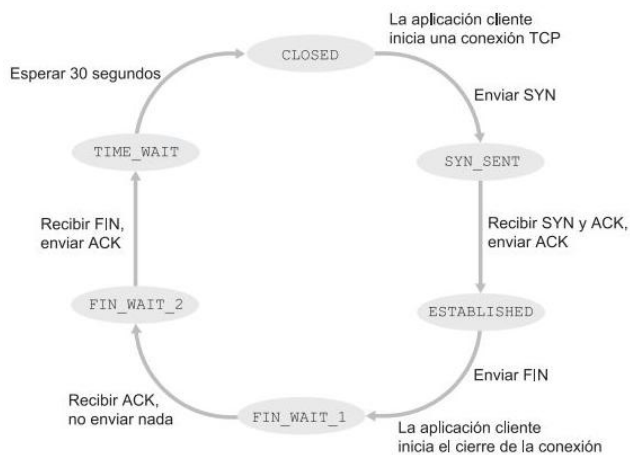 La aplicación cliente
inicia una conexión TCP
CLOSED
Esperar 30 segundos
Enviar SYN
TIME_WAIT
SYN_SENT
Recibir FIN,
enviar ACK
Recibir SYN y ACK,
enviar ACK
FIN_WAIT_2
ESTABLISHED
Enviar FIN
Recibir ACK,
no enviar nada
FIN_WAIT_1
La aplicación cliente
inicia el cierre de la conexión